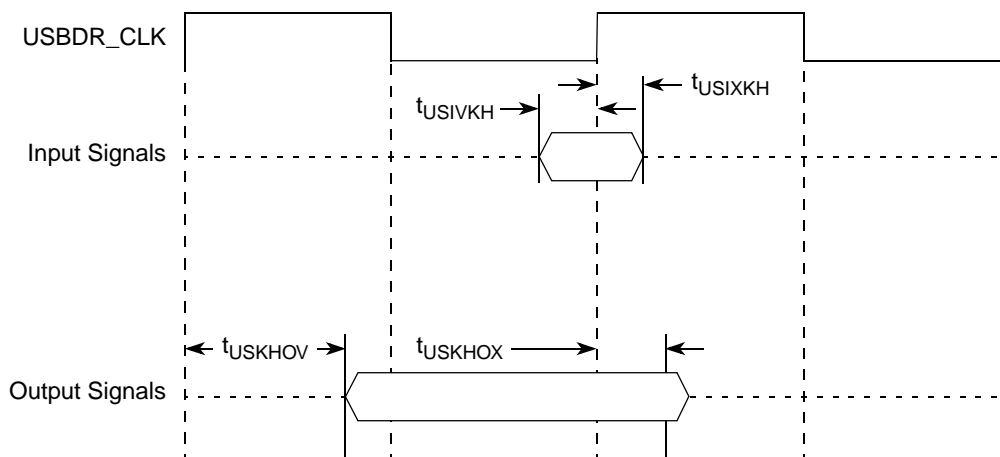 USBDR_CLK
tUSIXKH
tUSIVKH
Input Signals
tUSKHOV
tUSKHOX
Output Signals